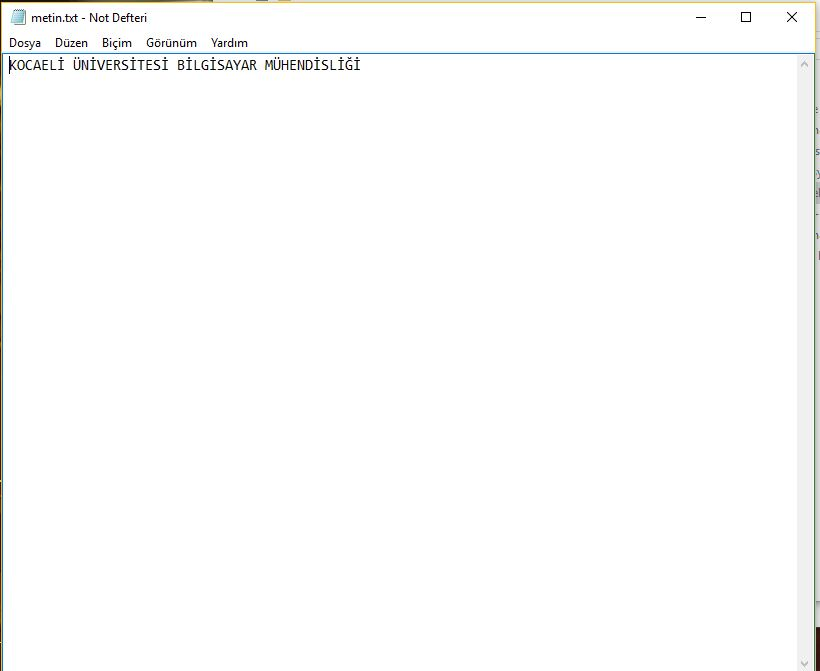 metin.txt - Not Defteri
Dosya Düzen Biçim Görünüm Yardım
KOCAELİ ÜNİVERSİTESİ BİLGİSAYAR MÜHENDİSLİĞİ